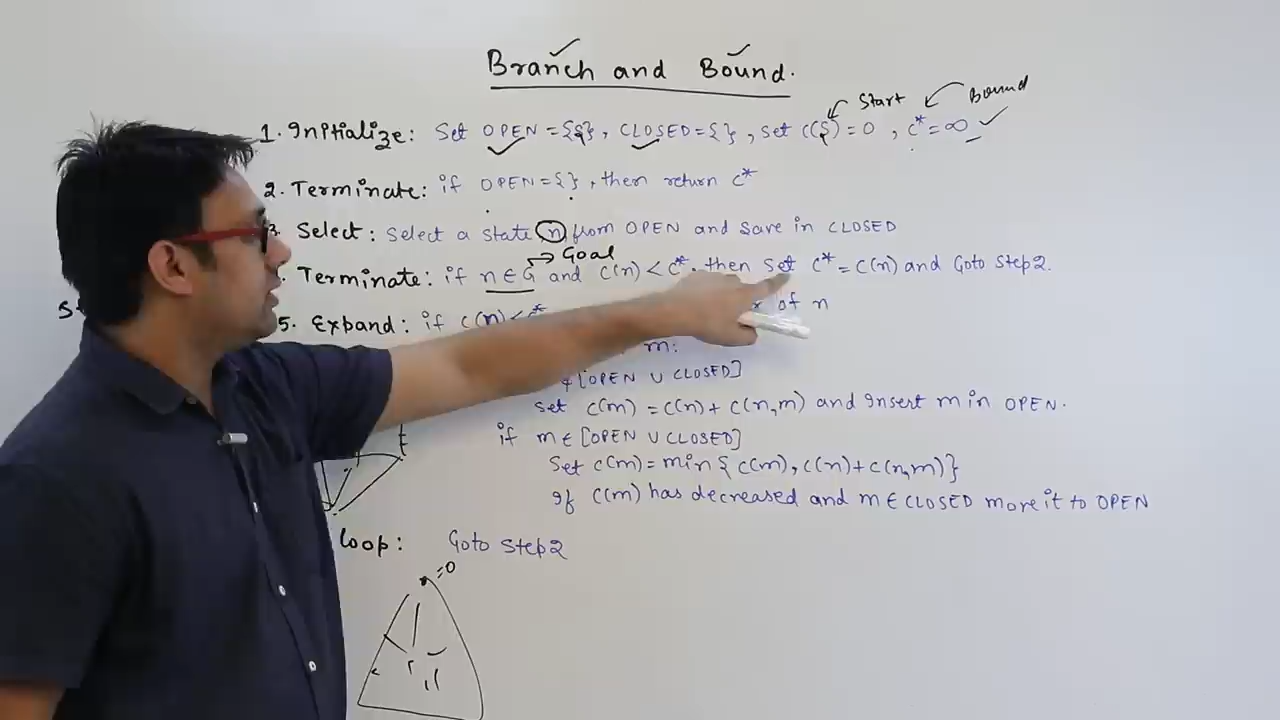 Branch and Bound.
Start
Bound
1. Initialize: Set OPEN = {S}, CLOSED = { }, Set C(S) = 0, C* = ∞
2. Terminate: if OPEN = { }, then return C*
3. Select: Select a state n from OPEN and save in CLOSED
Goal
Terminate: if n ∈ G and C(n) < C*, then Set C* = C(n) and Goto Step 2.
5. Expand: if C(n) < C* of n
m:
∉ [OPEN ∪ CLOSED]
Set C(m) = C(n) + C(n,m) and Insert m in OPEN.
if m ∈ [OPEN ∪ CLOSED]
Set C(m) = min { C(m), C(n) + C(n,m) }
If C(m) has decreased and m ∈ CLOSED move it to OPEN
loop: Goto Step 2
=0